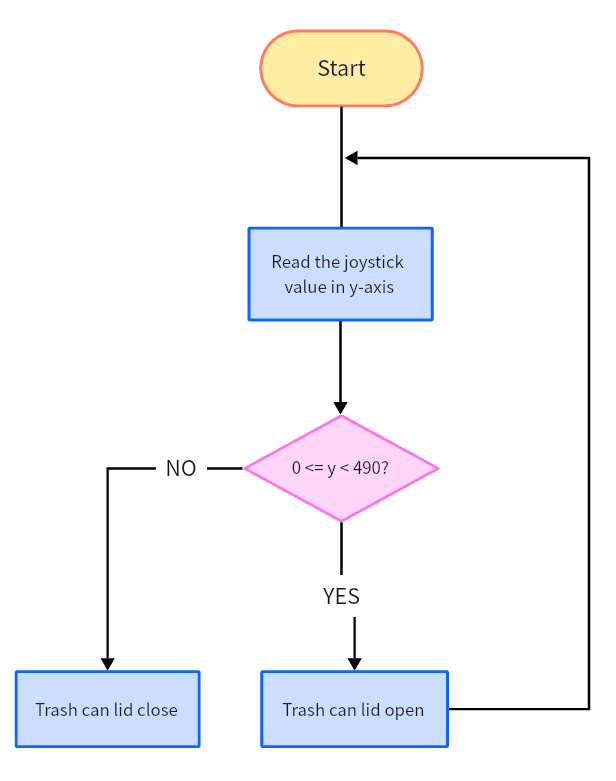 Start
Read the joystick
value in y-axis
0 <= y < 490?
NO
YES
Trash can lid close
Trash can lid open